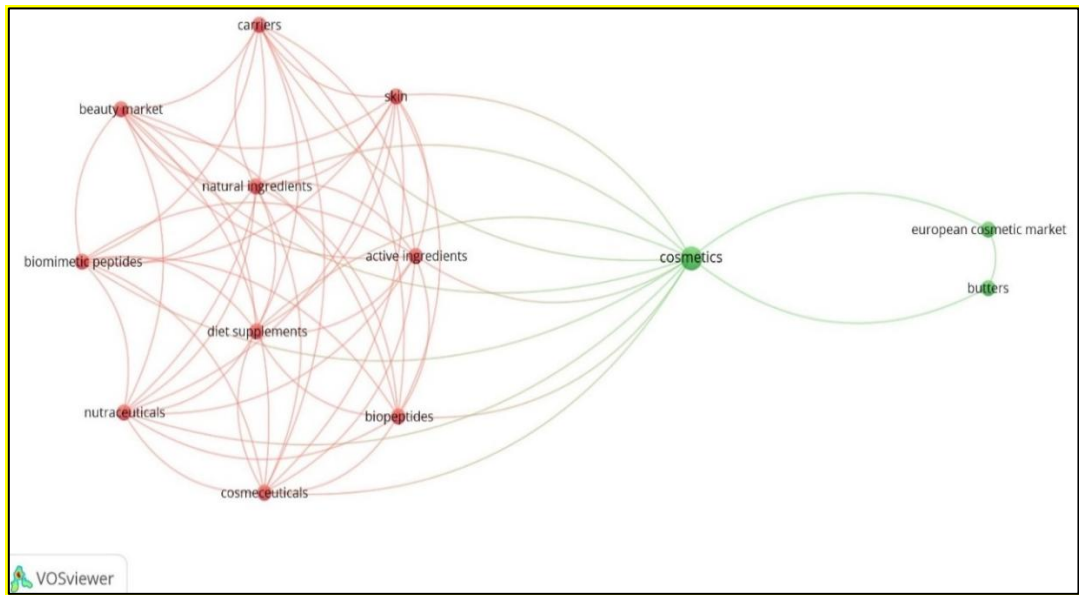 carriers
skin
beauty market
natural ingredients
european cosmetic market
active ingredients
cosmetics
biomimetic peptides
butters
diet supplements
nutraceuticals
biopeptides
cosmeceuticals
VOSviewer